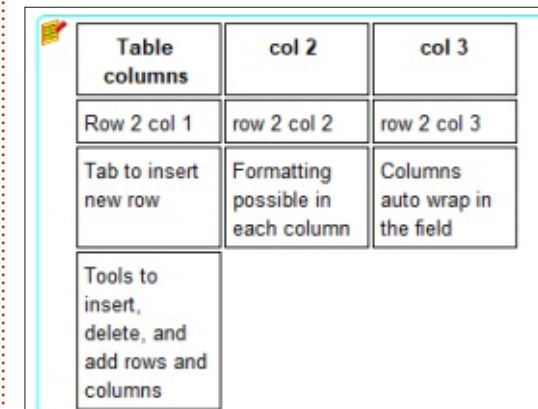 Table
columns
col 2
col 3
Row 2 col 1
row 2 col 2
row 2 col 3
Tab to insert
new row
Formatting
possible in
each column
Columns
auto wrap in
the field
Tools to
insert,
delete, and
add rows and
columns